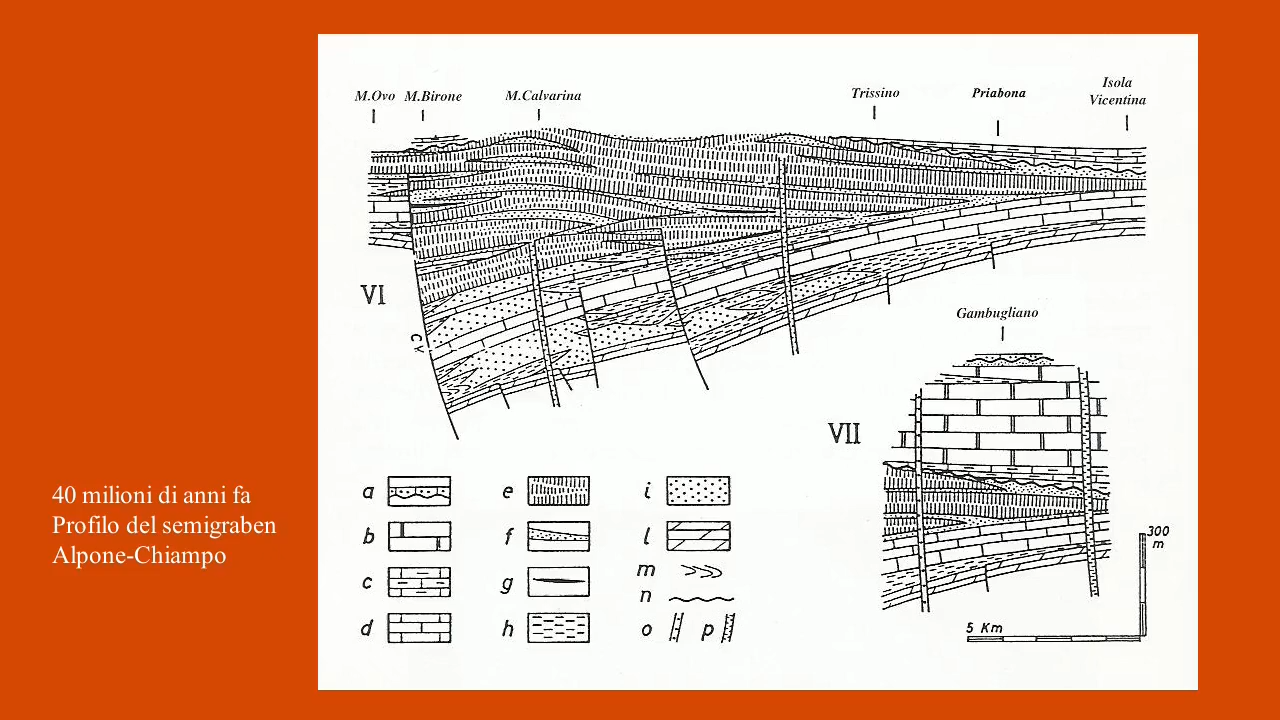 M.Ovo M.Birone M.Calvarina Trissino Priabona Isola
Vicentina
VI
C V.
Gambugliano
VII
40 milioni di anni fa
Profilo del semigraben
Alpone-Chiampo
a e i
b f l
c g m
n
d h o p
300
m
5 Km